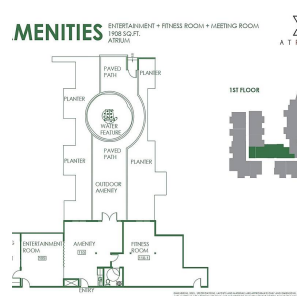 AMENITIES
ENTERTAINMENT + FITNESS ROOM + MEETING ROOM
1908 SQ.FT.
ATRIUM
A T R
1ST FLOOR
PAVED
PATH
PLANTER
PLANTER
WATER
FEATURE
PLANTER
PAVED
PATH
PLANTER
OUTDOOR
AMENITY
ENTERTAINMENT
ROOM
AMENITY
FITNESS
ROOM
ENTRY